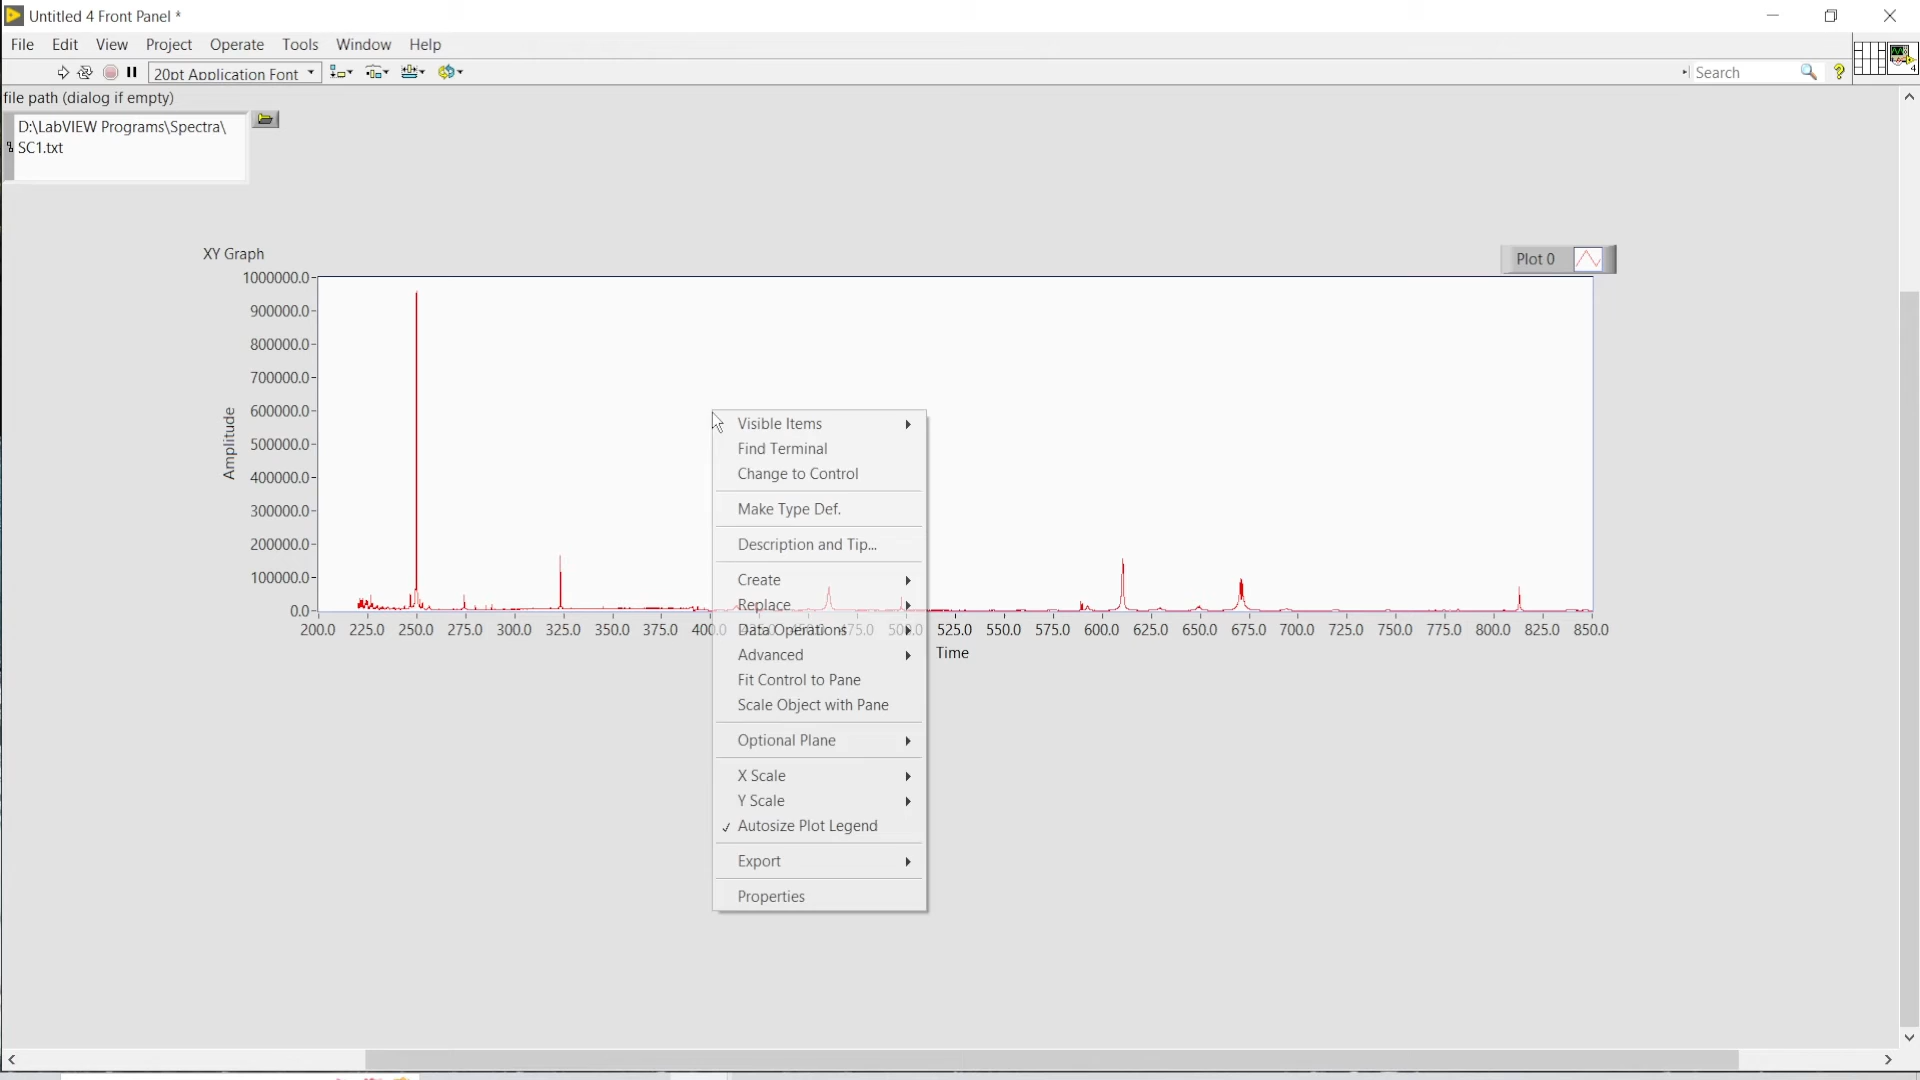 Untitled 4 Front Panel *
File Edit View Project Operate Tools Window Help
20pt Application Font
Search
4
file path (dialog if empty)
D:\LabVIEW Programs\Spectra\
SC1.txt
XY Graph
Plot 0
1000000.0
900000.0
800000.0
700000.0
600000.0
500000.0
400000.0
300000.0
200000.0
100000.0
0.0
Amplitude
200.0 225.0 250.0 275.0 300.0 325.0 350.0 375.0 400.0 475.0 500.0 525.0 550.0 575.0 600.0 625.0 650.0 675.0 700.0 725.0 750.0 775.0 800.0 825.0 850.0
Time
Visible Items
Find Terminal
Change to Control
Make Type Def.
Description and Tip...
Create
Replace
Data Operations
Advanced
Fit Control to Pane
Scale Object with Pane
Optional Plane
X Scale
Y Scale
✓ Autosize Plot Legend
Export
Properties